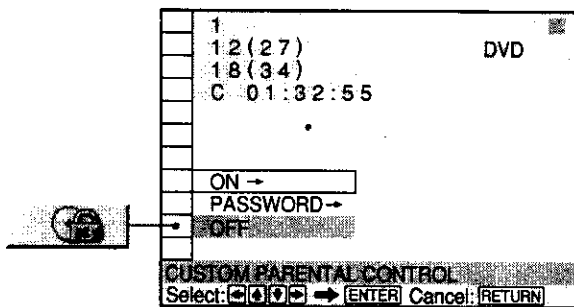 1
12(27)
DVD
18(34)
C 01:32:55
ON →
PASSWORD→
OFF
CUSTOM PARENTAL CONTROL
Select: ←↑↓→ → ENTER Cancel: RETURN